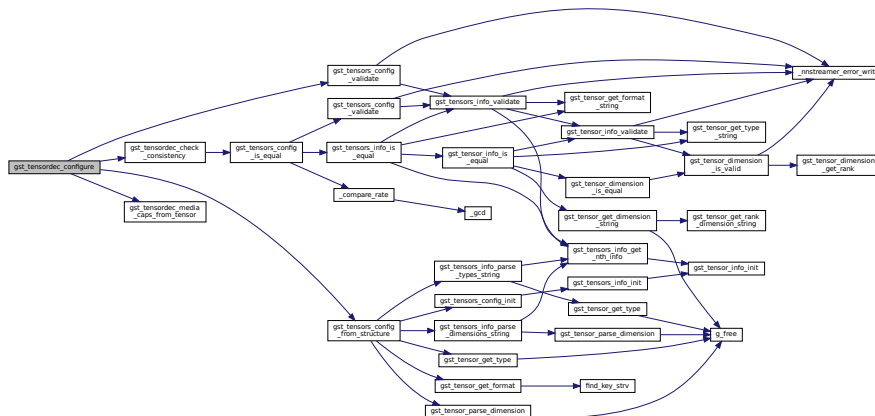 gst_tensordec_configure
gst_tensordec_check
_consistency
gst_tensordec_media
_caps_from_tensor
gst_tensors_config
_is_equal
gst_tensors_config
_validate
gst_tensors_config
_validate
gst_tensors_info_is
_equal
_compare_rate
gst_tensors_config
_from_structure
gst_tensors_info_validate
gst_tensor_info_is
_equal
_gcd
gst_tensors_info_parse
_types_string
gst_tensors_config_init
gst_tensors_info_parse
_dimensions_string
gst_tensor_get_type
gst_tensor_get_format
gst_tensor_parse_dimension
gst_tensor_get_format
_string
gst_tensor_info_validate
gst_tensor_dimension
_is_equal
gst_tensor_get_dimension
_string
gst_tensors_info_get
_nth_info
gst_tensors_info_init
gst_tensor_get_type
gst_tensor_parse_dimension
find_key_strv
_nnstreamer_error_write
gst_tensor_get_type
_string
gst_tensor_dimension
_is_valid
gst_tensor_get_rank
_dimension_string
gst_tensor_info_init
g_free
gst_tensor_dimension
_get_rank